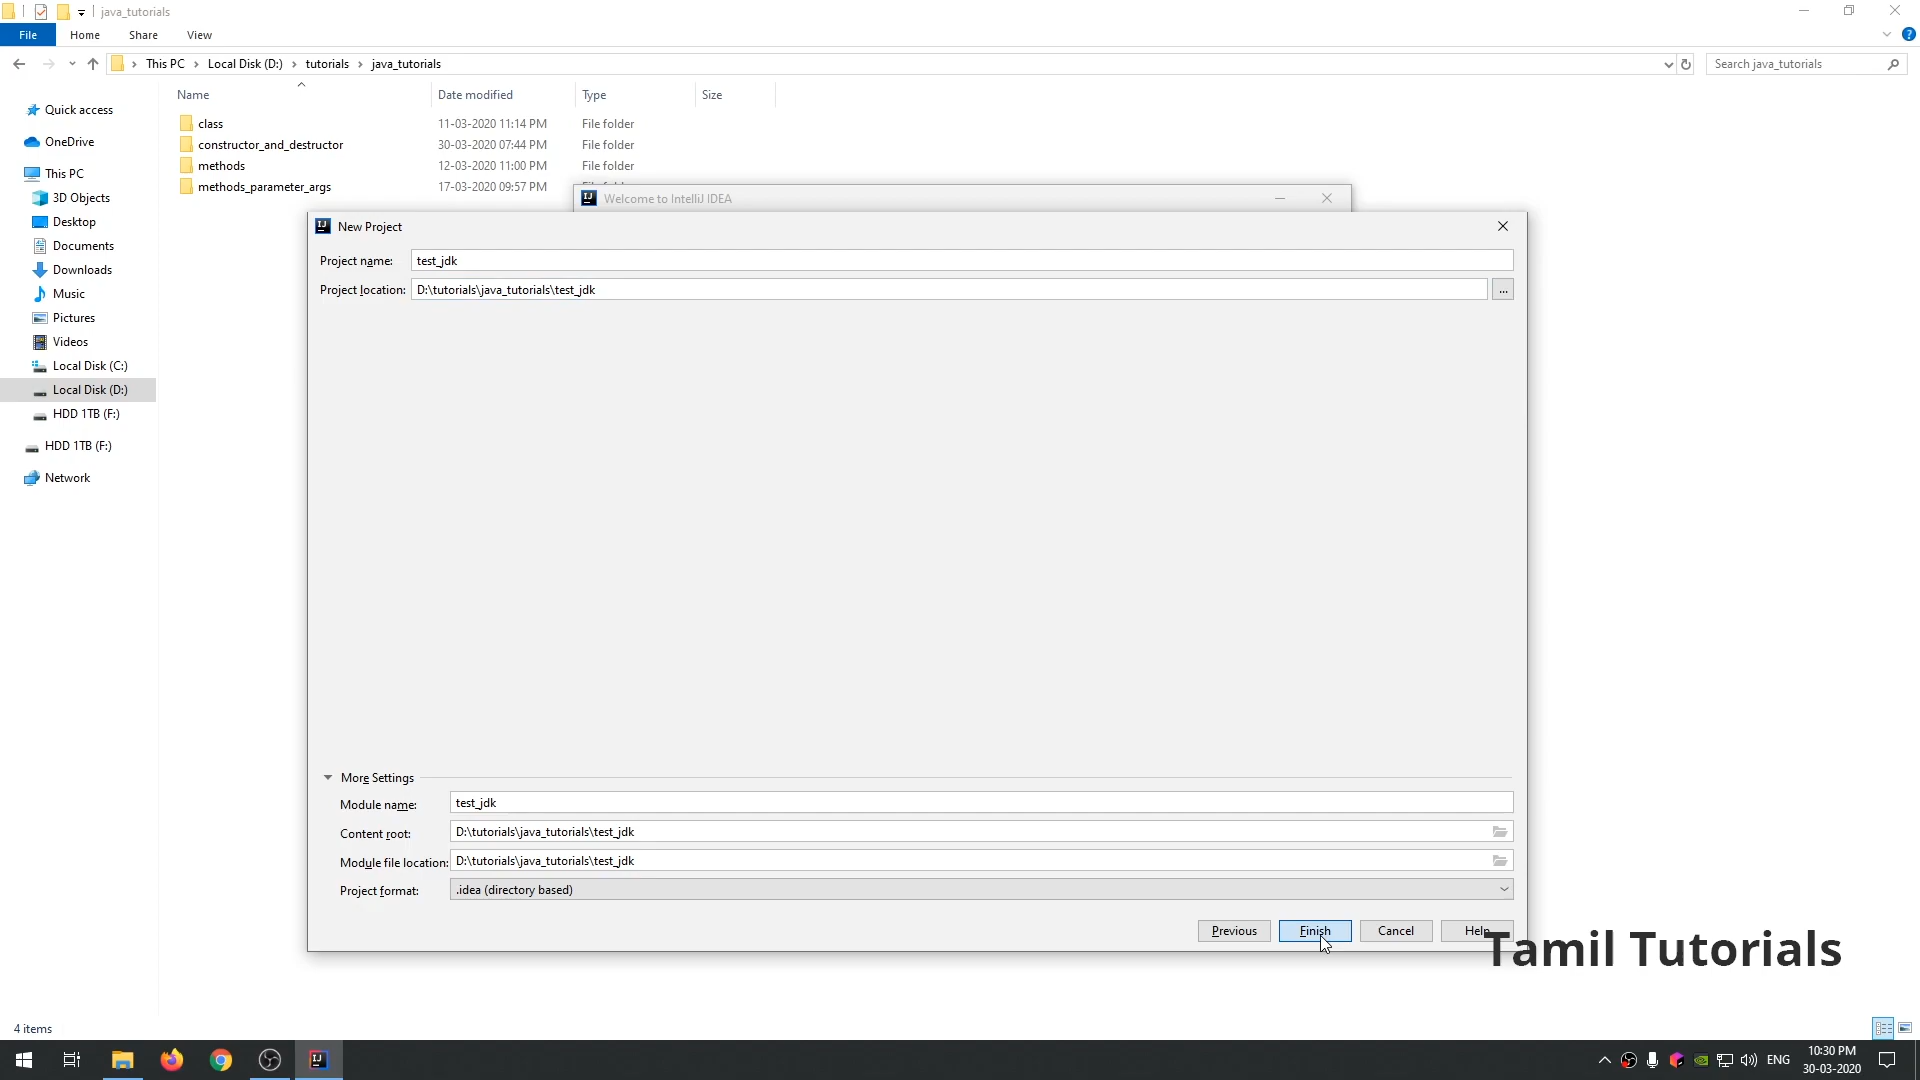 java_tutorials
File Home Share View
This PC Local Disk (D:) tutorials java_tutorials
Search java_tutorials
Name Date modified Type Size
Quick access
OneDrive
This PC
3D Objects
Desktop
Documents
Downloads
Music
Pictures
Videos
Local Disk (C:)
Local Disk (D:)
HDD 1TB (F:)
HDD 1TB (F:)
Network
class 11-03-2020 11:14 PM File folder
constructor_and_destructor 30-03-2020 07:44 PM File folder
methods 12-03-2020 11:00 PM File folder
methods_parameter_args 17-03-2020 09:57 PM
Welcome to IntelliJ IDEA
New Project
Project name: test_jdk
Project location: D:\tutorials\java_tutorials\test_jdk ...
More Settings
Module name: test_jdk
Content root: D:\tutorials\java_tutorials\test_jdk
Module file location: D:\tutorials\java_tutorials\test_jdk
Project format: .idea (directory based)
Previous Finish Cancel Help
Tamil Tutorials
4 items
ENG
10:30 PM
30-03-2020